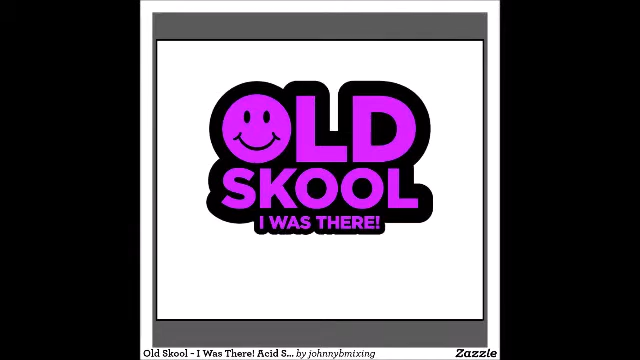 OLD
SKOOL
I WAS THERE!
Old Skool - I Was There! Acid S... by johnnybmixing
Zazzle